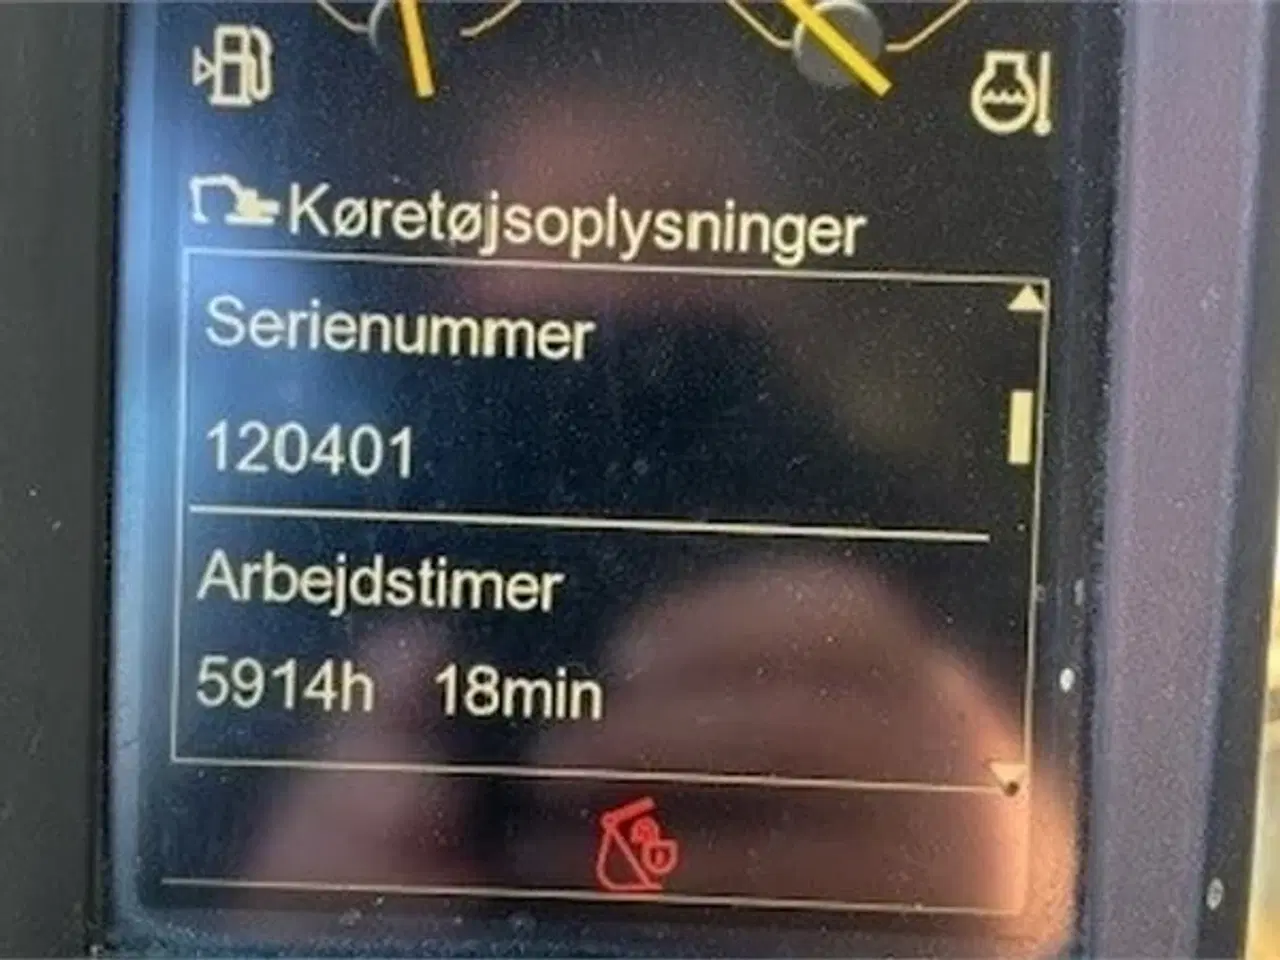 Køretøjsoplysninger
Serienummer
120401
Arbejdstimer
5914h 18min